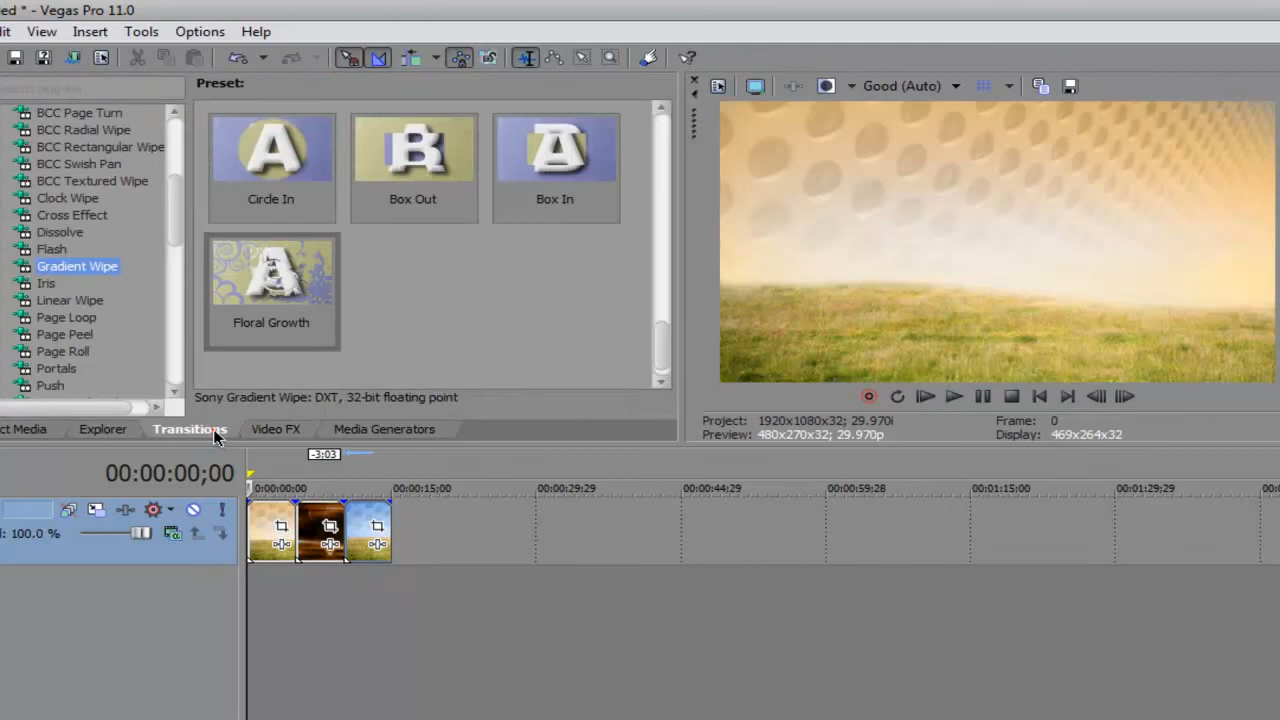 led * - Vegas Pro 11.0
lit View Insert Tools Options Help
Preset:
Good (Auto)
BCC Page Turn
BCC Radial Wipe
BCC Rectangular Wipe
BCC Swish Pan
BCC Textured Wipe
Clock Wipe
Cross Effect
Dissolve
Flash
Gradient Wipe
Iris
Linear Wipe
Page Loop
Page Peel
Page Roll
Portals
Push
A B A
Circle In Box Out Box In
A
Floral Growth
Sony Gradient Wipe: DXT, 32-bit floating point
Project: 1920x1080x32; 29.970i Frame: 0
Preview: 480x270x32; 29.970p Display: 469x264x32
ct Media Explorer Transitions Video FX Media Generators
-3;03
00:00:00;00
0:00:00;00 00:00:15;00 00:00:29;29 00:00:44;29 00:00:59;28 00:01:15;00 00:01:29;29 00:0
l: 100.0 %